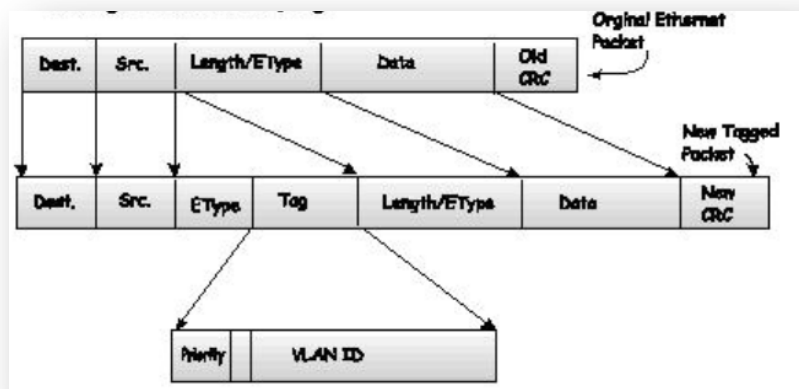 Orginal Ethernet
Packet
Dest. Src. Length/EType Data Old
CRC
New Tagged
Packet
Dest. Src. EType Tag Length/EType Data New
CRC
Priority VLAN ID